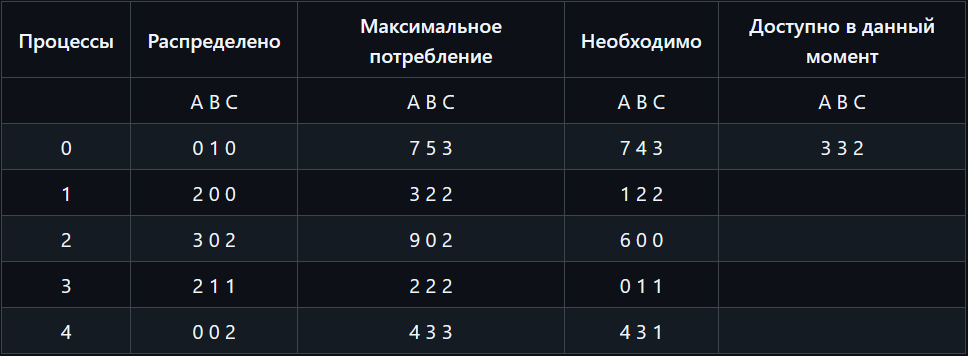 Процессы Распределено Максимальное потребление Необходимо Доступно в данный момент
A B C A B C A B C A B C
0 0 1 0 7 5 3 7 4 3 3 3 2
1 2 0 0 3 2 2 1 2 2
2 3 0 2 9 0 2 6 0 0
3 2 1 1 2 2 2 0 1 1
4 0 0 2 4 3 3 4 3 1